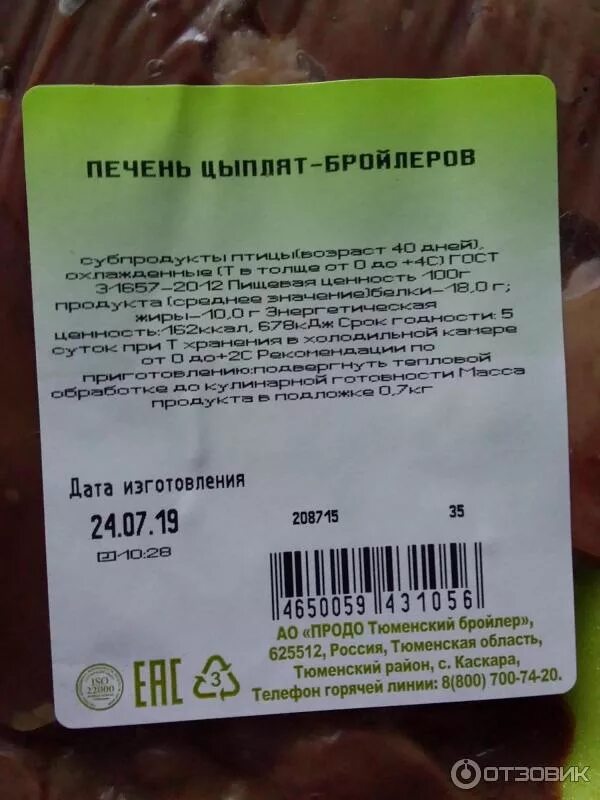 ПЕЧЕНЬ ЦЫПЛЯТ-БРОЙЛЕРОВ
субпродукты птицы(возраст 40 дней),
охлажденные (Т в толще от 0 до +4С) ГОСТ
31657-2012 Пищевая ценность 100г
продукта (среднее значение)белки-18,0 г;
жиры-10,0 г Энергетическая
ценность:162ккал, 678кДж Срок годности: 5
суток при Т хранения в холодильной камере
от 0 до+2С Рекомендации по
приготовлению:подвергнуть тепловой
обработке до кулинарной готовности Масса
продукта в подложке 0,7кг
Дата изготовления
24.07.19
208715
35
10:28
4650059 431056
АО «ПРОДО Тюменский бройлер»,
625512, Россия, Тюменская область,
Тюменский район, с. Каскара,
Телефон горячей линии: 8(800) 700-74-20.
ISO
22000
EAC
3
ОТЗОВИК